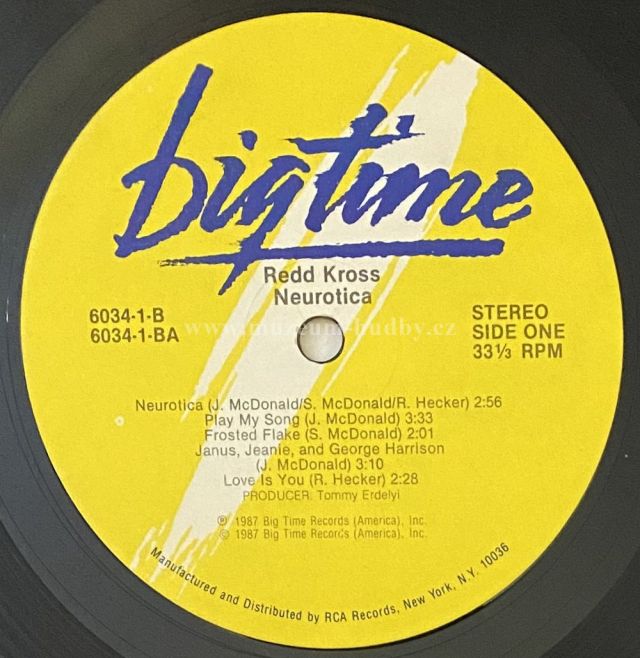 bigtime
Redd Kross
Neurotica
6034-1-B
6034-1-BA
STEREO
SIDE ONE
33⅓ RPM
www.muzeum-hudby.cz
Neurotica (J. McDonald/S. McDonald/R. Hecker) 2:56
Play My Song (J. McDonald) 3:33
Frosted Flake (S. McDonald) 2:01
Janus, Jeanie, and George Harrison
(J. McDonald) 3:10
Love Is You (R. Hecker) 2:28
PRODUCER: Tommy Erdelyi
℗ 1987 Big Time Records (America), Inc.
© 1987 Big Time Records (America), Inc.
Manufactured and Distributed by RCA Records, New York, N.Y. 10036